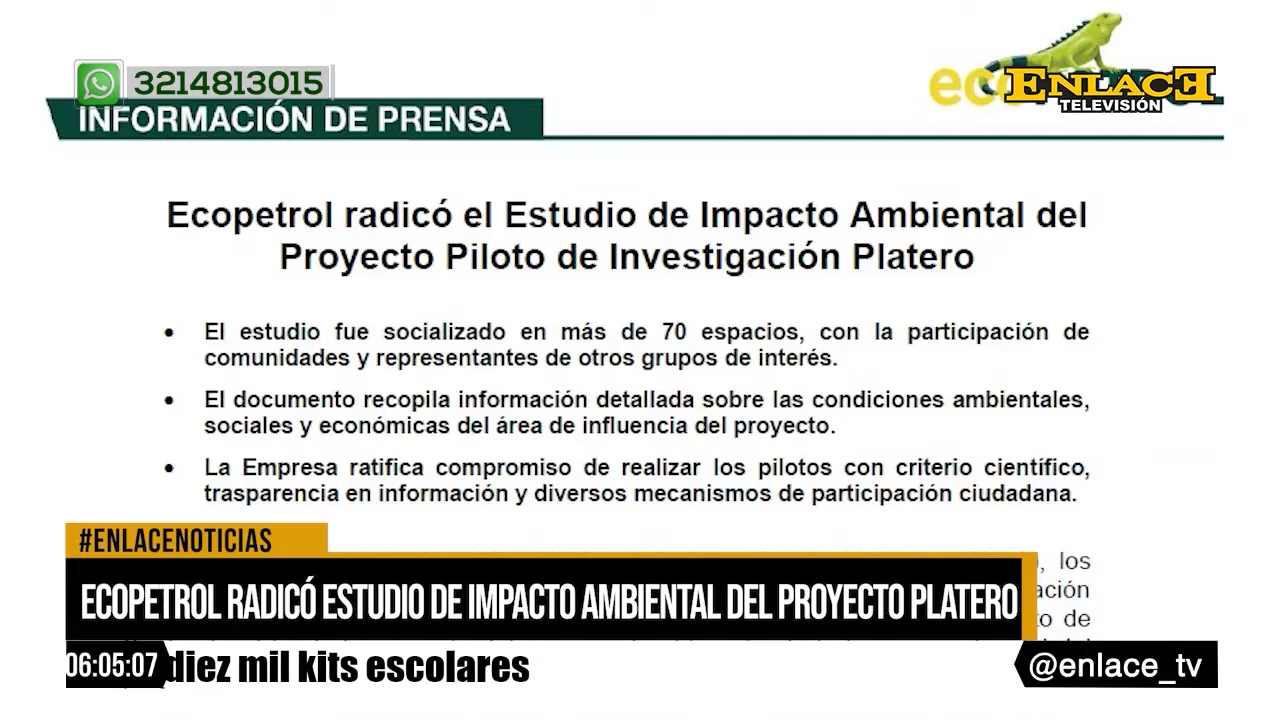 3214813015
INFORMACIÓN DE PRENSA
eco
ENLACE
TELEVISIÓN
Ecopetrol radicó el Estudio de Impacto Ambiental del
Proyecto Piloto de Investigación Platero
• El estudio fue socializado en más de 70 espacios, con la participación de
comunidades y representantes de otros grupos de interés.
• El documento recopila información detallada sobre las condiciones ambientales,
sociales y económicas del área de influencia del proyecto.
• La Empresa ratifica compromiso de realizar los pilotos con criterio científico,
trasparencia en información y diversos mecanismos de participación ciudadana.
#ENLACENOTICIAS
los
ación
de
ECOPETROL RADICÓ ESTUDIO DE IMPACTO AMBIENTAL DEL PROYECTO PLATERO
06:05:07
diez mil kits escolares
@enlace_tv